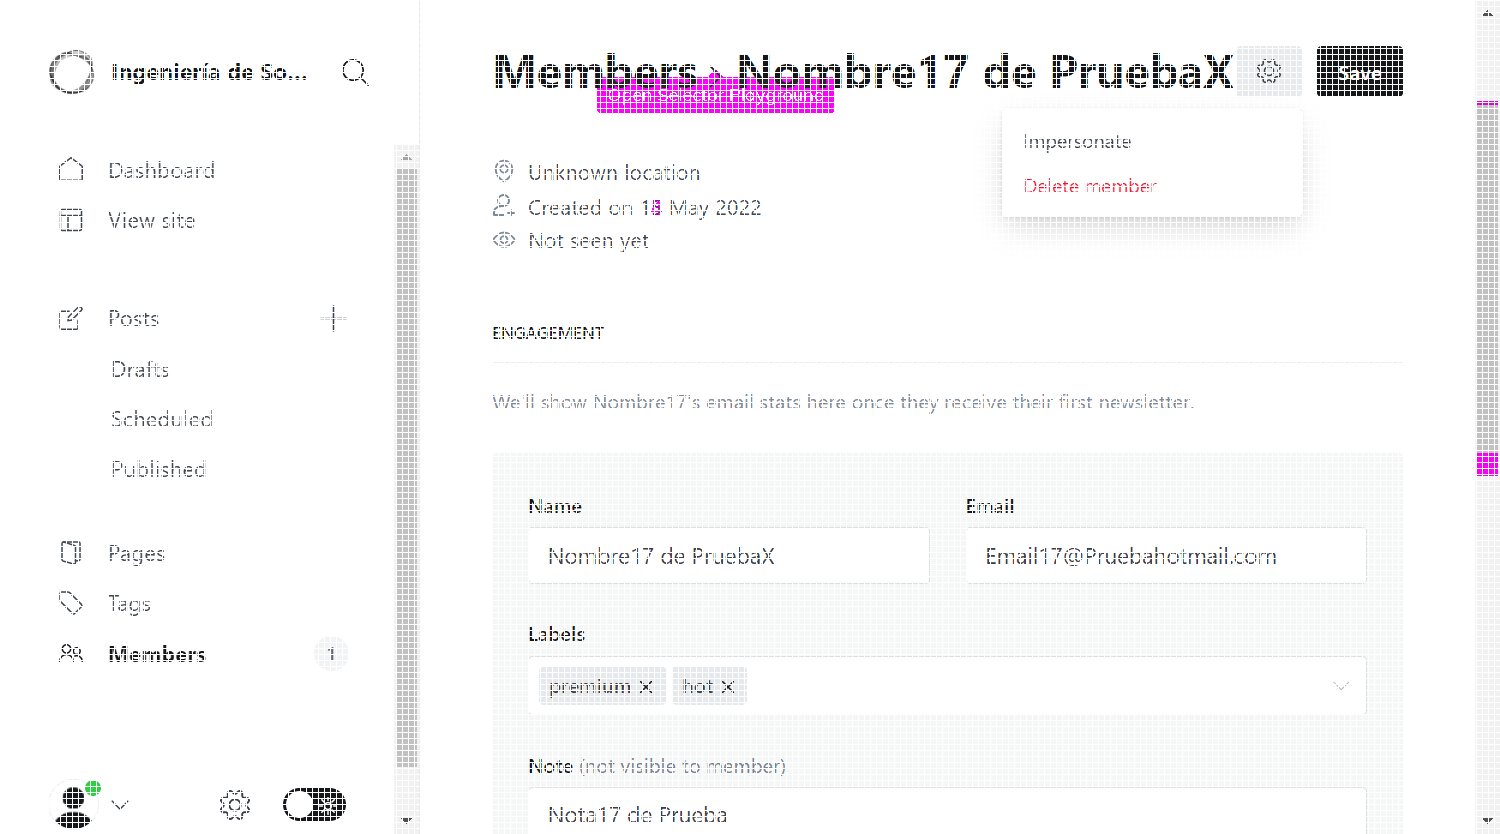 Ingeniería de So...
Members › Nombre17 de PruebaX
Save
Open Selector Playground
Impersonate
Delete member
Dashboard
View site
Posts
Drafts
Scheduled
Published
Pages
Tags
Members
1
Unknown location
Created on May 2022
Not seen yet
ENGAGEMENT
We'll show Nombre17's email stats here once they receive their first newsletter.
Name
Email
Nombre17 de PruebaX
Email17@Pruebahotmail.com
Labels
premium ×
hot ×
Note (not visible to member)
Nota17 de Prueba